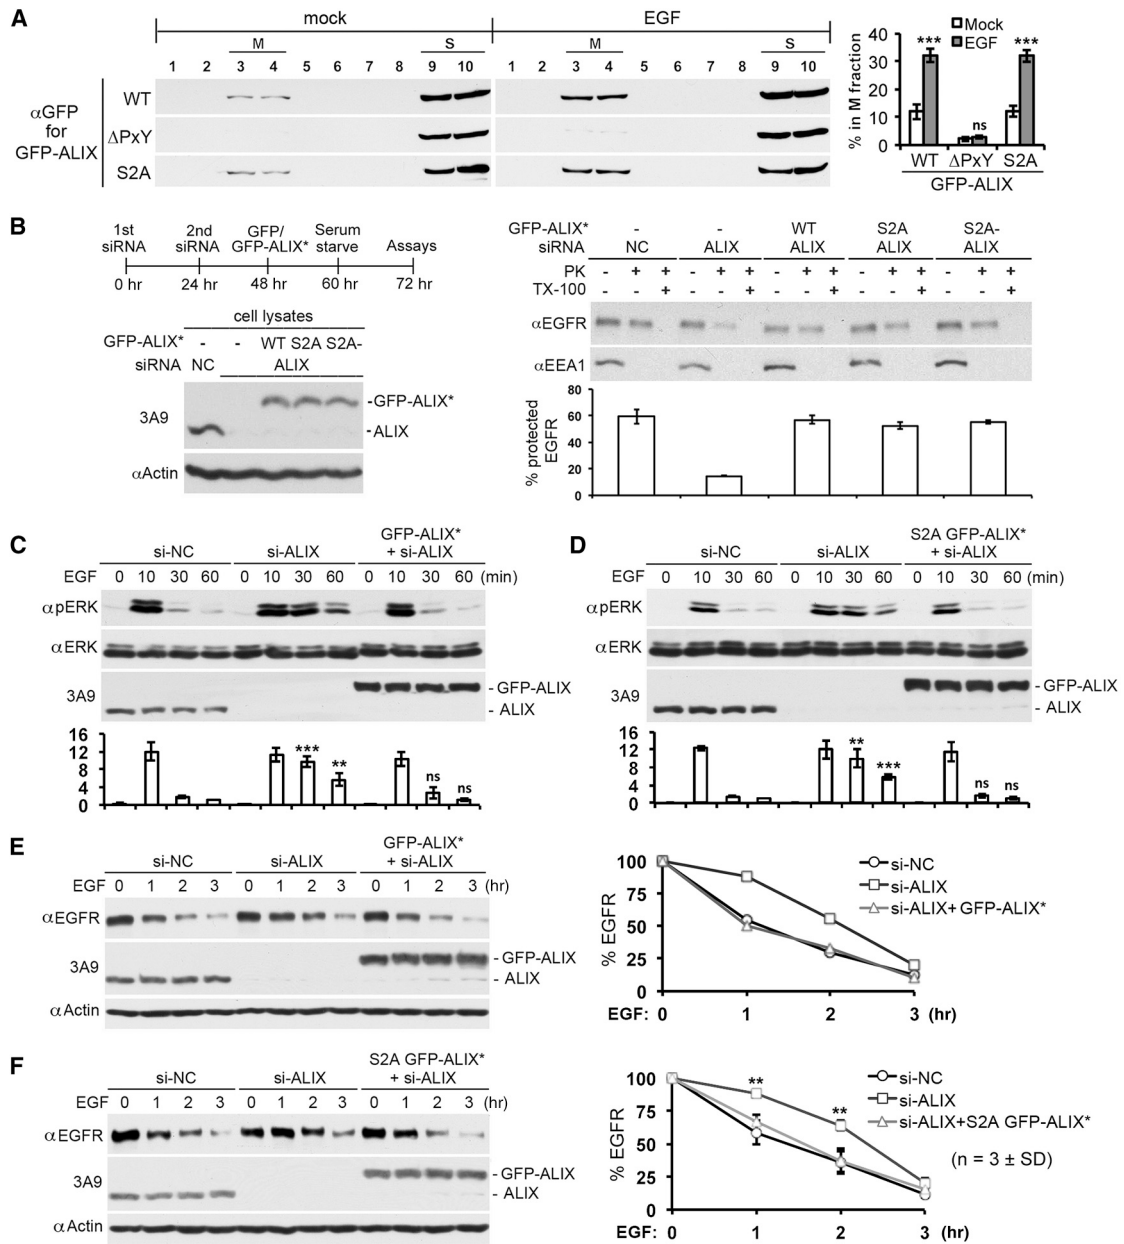 A
mock
EGF
M
S
M
S
1 2 3 4 5 6 7 8 9 10 1 2 3 4 5 6 7 8 9 10
αGFP
for
GFP-ALIX
WT
ΔPxY
S2A
Mock
EGF
% in M fraction
40
30
20
10
0
***
ns
***
WT ΔPxY S2A
GFP-ALIX
B
1st
siRNA
2nd
siRNA
GFP/
GFP-ALIX*
Serum
starve
Assays
0 hr 24 hr 48 hr 60 hr 72 hr
cell lysates
GFP-ALIX* - - WT S2A S2A-
siRNA NC ALIX
3A9
-GFP-ALIX*
-ALIX
αActin
GFP-ALIX* - - WT S2A S2A-
siRNA NC ALIX ALIX ALIX ALIX
PK - + + - + + - + + - + + - + +
TX-100 - - + - - + - - + - - + - - +
αEGFR
αEEA1
% protected
EGFR
80
60
40
20
0
C
si-NC
si-ALIX
GFP-ALIX*
+ si-ALIX
EGF 0 10 30 60 0 10 30 60 0 10 30 60 (min)
αpERK
αERK
3A9
- GFP-ALIX
- ALIX
16
12
8
4
0
***
**
ns
ns
D
si-NC
si-ALIX
S2A GFP-ALIX*
+ si-ALIX
EGF 0 10 30 60 0 10 30 60 0 10 30 60 (min)
αpERK
αERK
3A9
- GFP-ALIX
- ALIX
16
12
8
4
0
**
***
ns
ns
E
si-NC
si-ALIX
GFP-ALIX*
+ si-ALIX
EGF 0 1 2 3 0 1 2 3 0 1 2 3 (hr)
αEGFR
3A9
- GFP-ALIX
- ALIX
αActin
% EGFR
100
75
50
25
0
EGF: 0 1 2 3 (hr)
si-NC
si-ALIX
si-ALIX+ GFP-ALIX*
F
si-NC
si-ALIX
S2A GFP-ALIX*
+ si-ALIX
EGF 0 1 2 3 0 1 2 3 0 1 2 3 (hr)
αEGFR
3A9
- GFP-ALIX
- ALIX
αActin
% EGFR
100
75
50
25
0
**
**
EGF: 0 1 2 3 (hr)
si-NC
si-ALIX
si-ALIX+S2A GFP-ALIX*
(n = 3 ± SD)